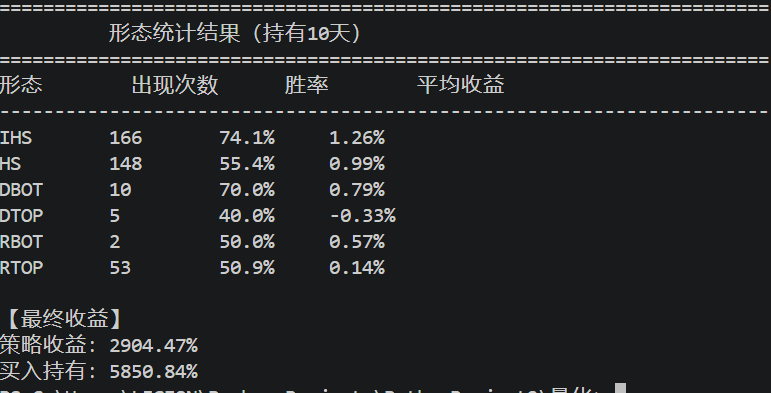 ======================================================================
形态统计结果（持有10天）
======================================================================
形态 出现次数 胜率 平均收益
----------------------------------------------------------------------
IHS 166 74.1% 1.26%
HS 148 55.4% 0.99%
DBOT 10 70.0% 0.79%
DTOP 5 40.0% -0.33%
RBOT 2 50.0% 0.57%
RTOP 53 50.9% 0.14%
【最终收益】
策略收益: 2904.47%
买入持有: 5850.84%